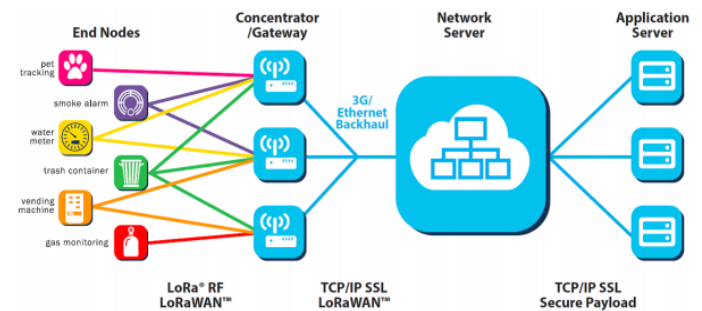 End Nodes
Concentrator
/Gateway
Network
Server
Application
Server
pet
tracking
smoke alarm
water
meter
trash container
vending
machine
gas monitoring
3G/
Ethernet
Backhaul
LoRa® RF
LoRaWAN™
TCP/IP SSL
LoRaWAN™
TCP/IP SSL
Secure Payload